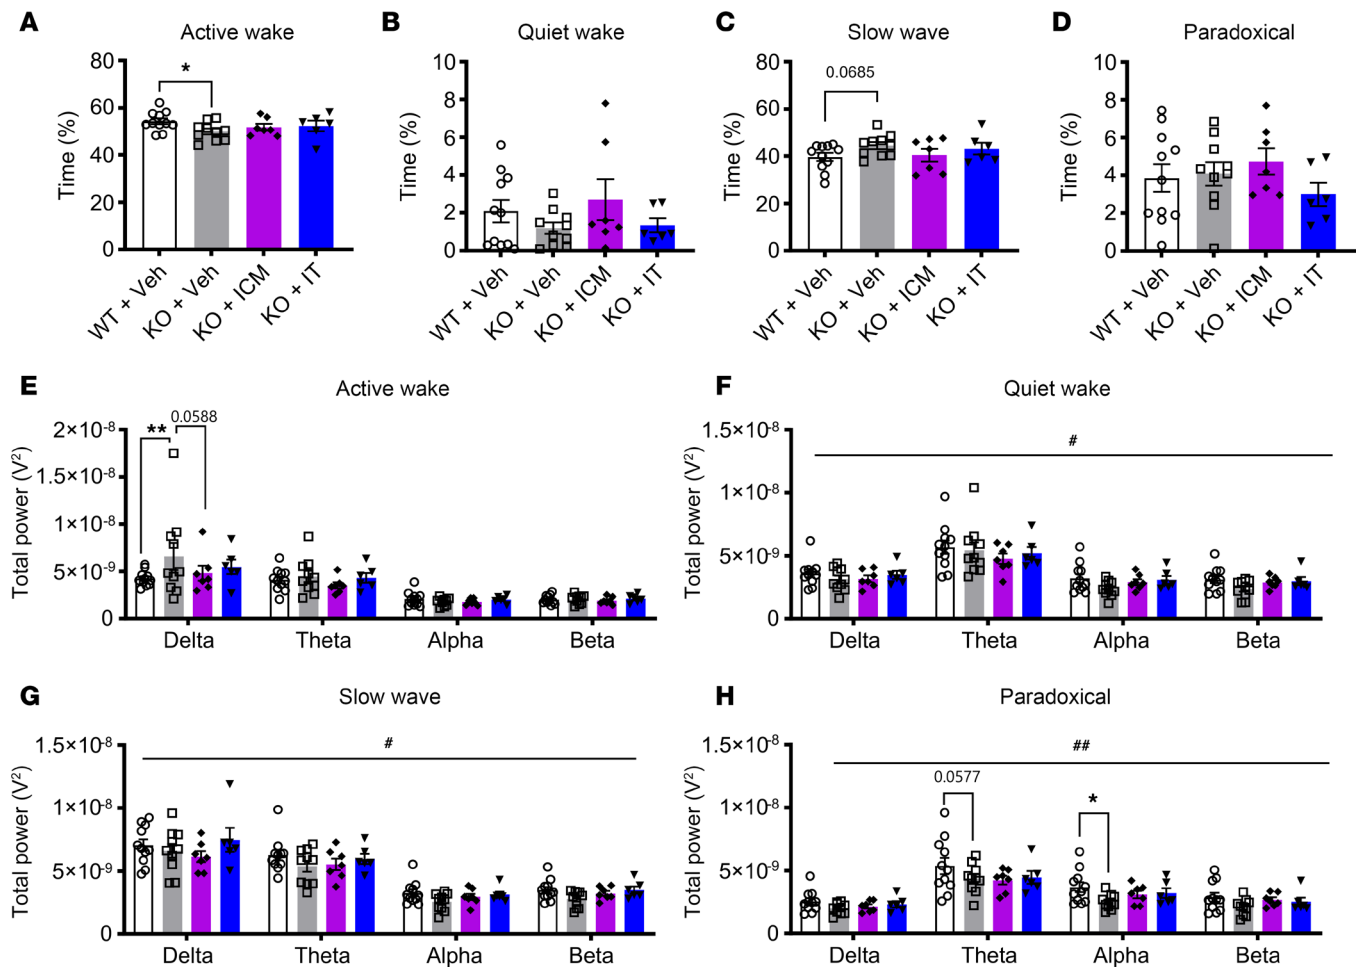 A
Active wake
Time (%)
80
60
40
20
0
*
WT + Veh
KO + Veh
KO + ICM
KO + IT
B
Quiet wake
Time (%)
10
8
6
4
2
0
WT + Veh
KO + Veh
KO + ICM
KO + IT
C
Slow wave
Time (%)
80
60
40
20
0
0.0685
WT + Veh
KO + Veh
KO + ICM
KO + IT
D
Paradoxical
Time (%)
10
8
6
4
2
0
WT + Veh
KO + Veh
KO + ICM
KO + IT
E
Active wake
Total power (V²)
2×10⁻⁸
1.5×10⁻⁸
1×10⁻⁸
5×10⁻⁹
0
**
0.0588
Delta
Theta
Alpha
Beta
F
Quiet wake
Total power (V²)
1.5×10⁻⁸
1×10⁻⁸
5×10⁻⁹
0
#
Delta
Theta
Alpha
Beta
G
Slow wave
Total power (V²)
1.5×10⁻⁸
1×10⁻⁸
5×10⁻⁹
0
#
Delta
Theta
Alpha
Beta
H
Paradoxical
Total power (V²)
1.5×10⁻⁸
1×10⁻⁸
5×10⁻⁹
0
##
0.0577
*
Delta
Theta
Alpha
Beta